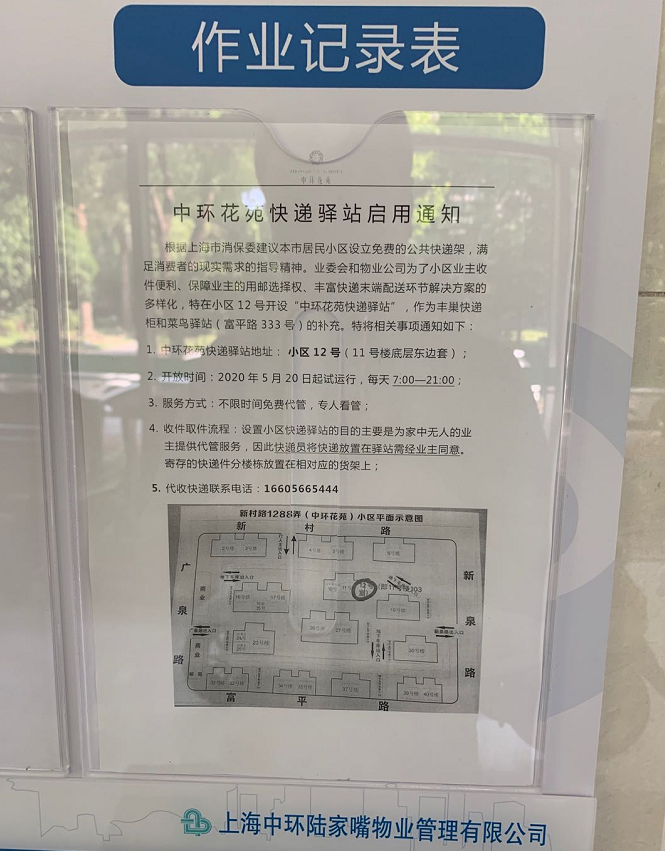 作业记录表
中环花苑
中环花苑快递驿站启用通知
根据上海市消保委建议本市居民小区设立免费的公共快递架，满
足消费者的现实需求的指导精神。业委会和物业公司为了小区业主收
件便利、保障业主的用邮选择权、丰富快递末端配送环节解决方案的
多样化，特在小区 12 号开设“中环花苑快递驿站”，作为丰巢快递
柜和菜鸟驿站（富平路 333 号）的补充。特将相关事项通知如下：
1. 中环花苑快递驿站地址： 小区 12 号（11 号楼底层东边套）；
2. 开放时间：2020 年 5 月 20 日起试运行，每天 7:00—21:00；
3. 服务方式：不限时间免费代管，专人看管；
4. 收件取件流程：设置小区快递驿站的目的主要是为家中无人的业
主提供代管服务，因此快递员将快递放置在驿站需经业主同意。
寄存的快递件分楼栋放置在相对应的货架上；
5. 代收快递联系电话：16605665444
新村路1288弄（中环花苑）小区平面示意图
新 村 路
广泉路
新泉路
商业
商业
富 平 路
上海中环陆家嘴物业管理有限公司